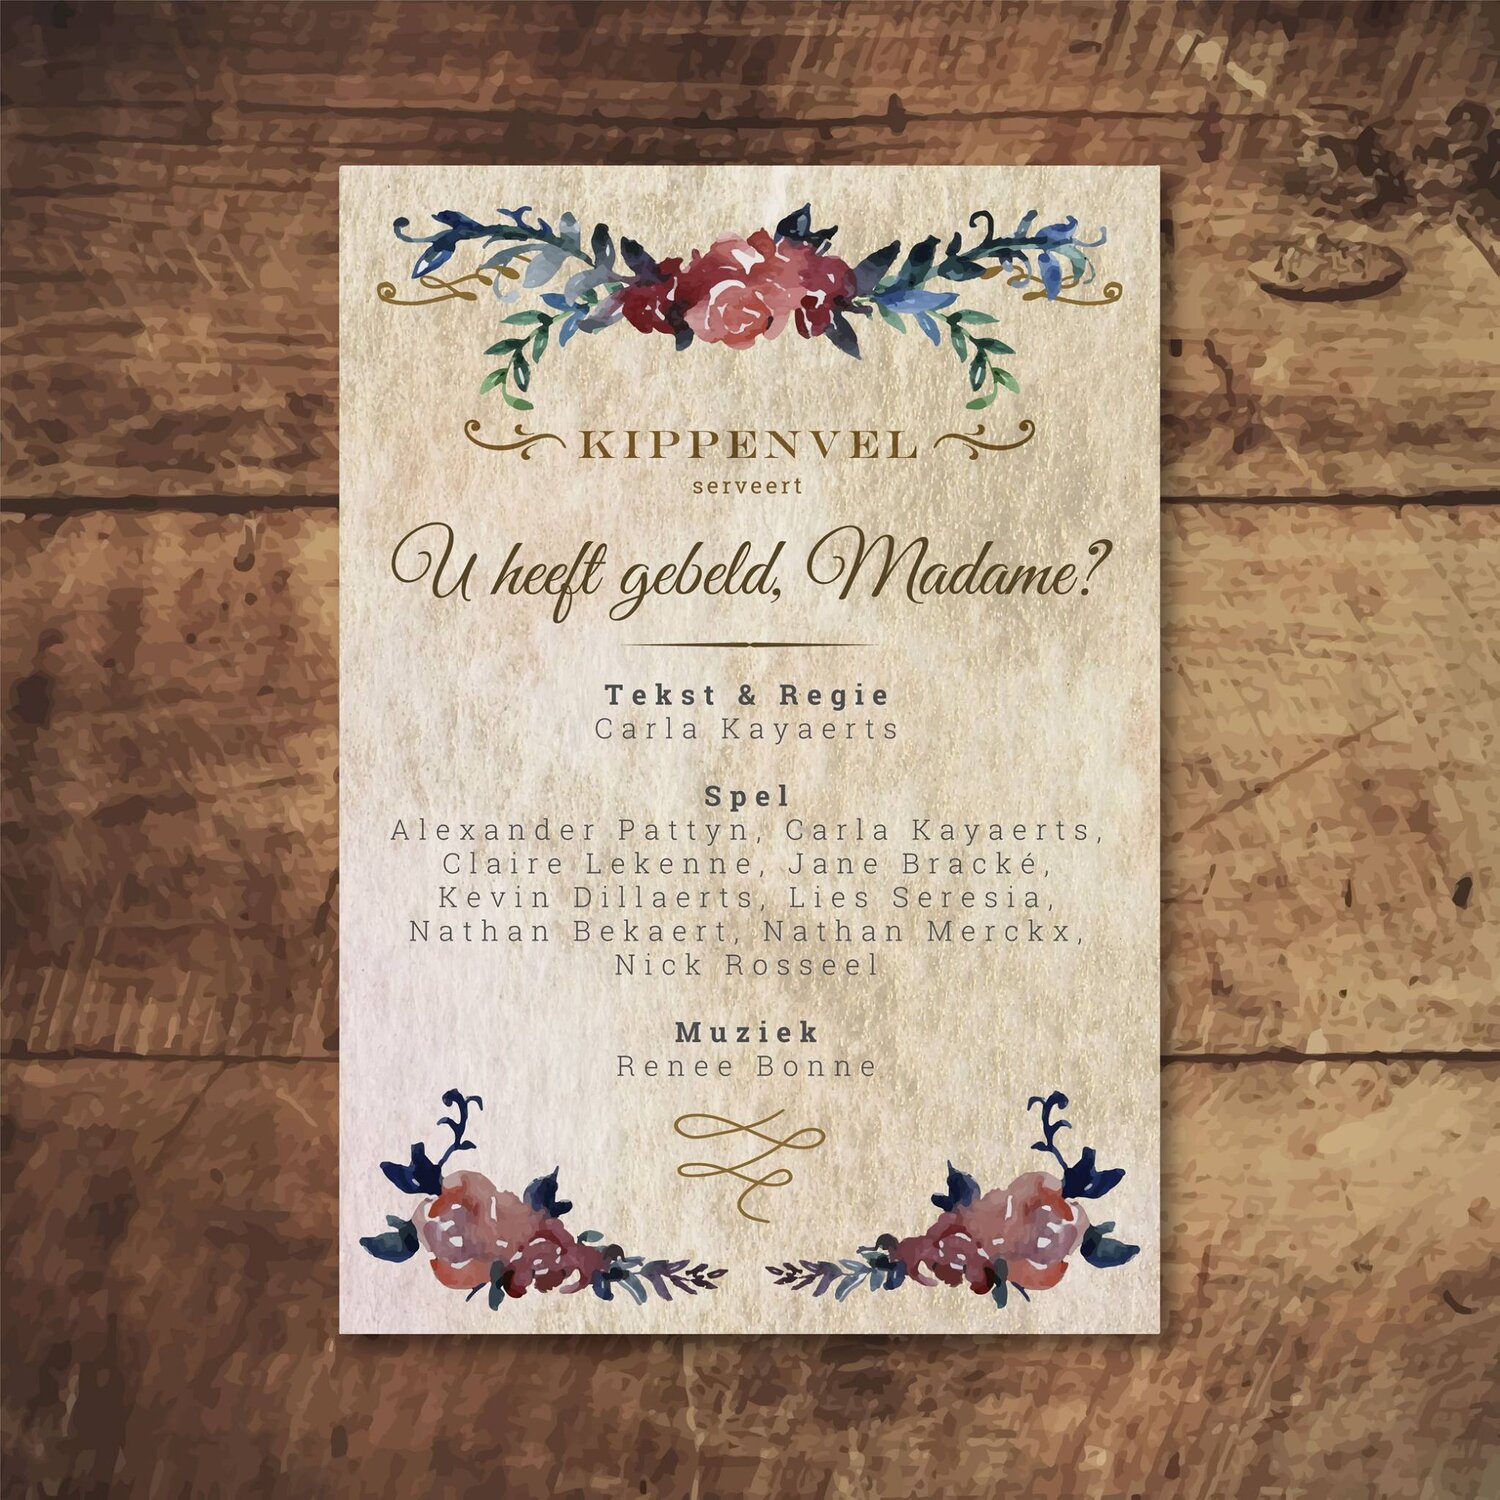 KIPPENVEL
serveert
U heeft gebeld, Madame?
Tekst & Regie
Carla Kayaerts
Spel
Alexander Pattyn, Carla Kayaerts,
Claire Lekenne, Jane Bracké,
Kevin Dillaerts, Lies Seresia,
Nathan Bekaert, Nathan Merckx,
Nick Rosseel
Muziek
Renee Bonne